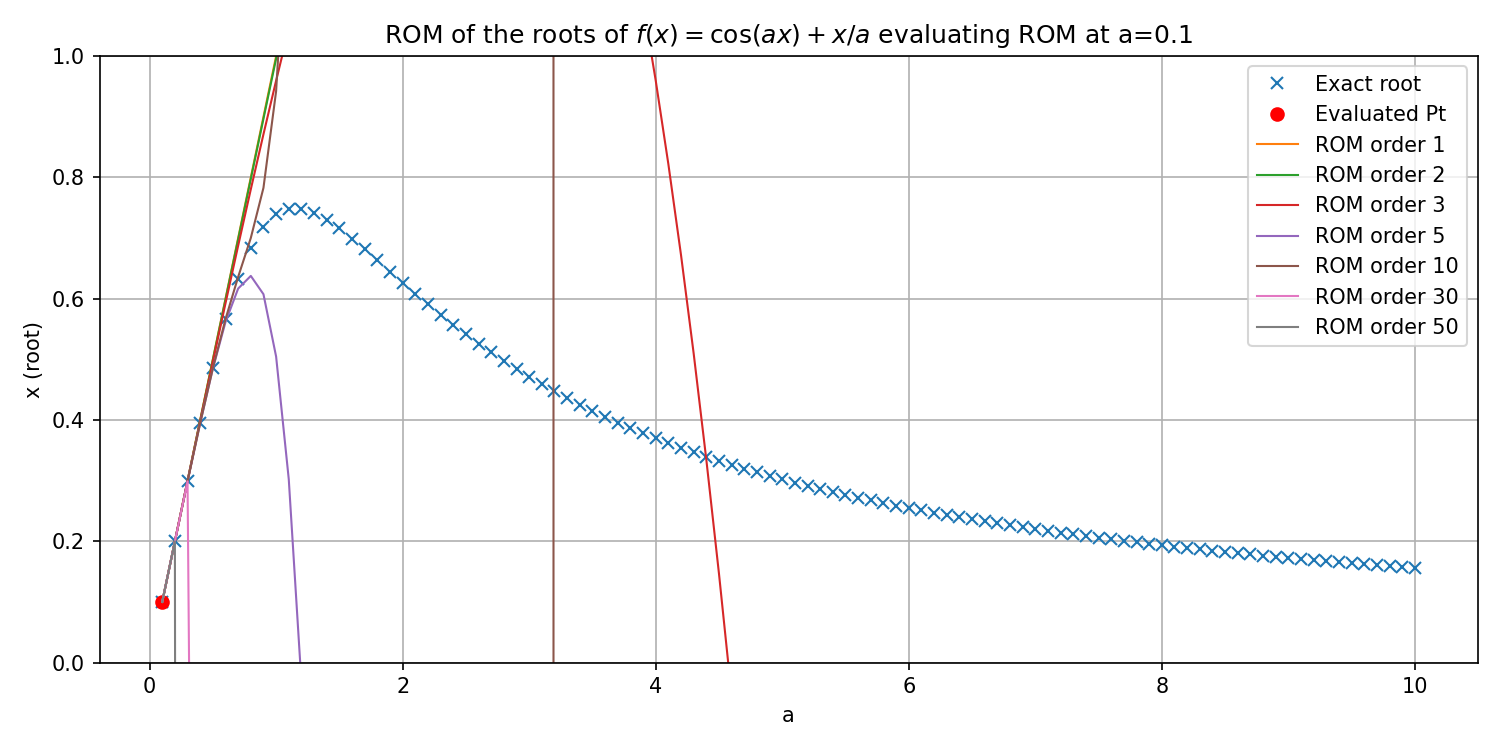 ROM of the roots of f(x) = cos(ax) + x/a evaluating ROM at a=0.1
x (root)
1.0
0.8
0.6
0.4
0.2
0.0
Exact root
Evaluated Pt
ROM order 1
ROM order 2
ROM order 3
ROM order 5
ROM order 10
ROM order 30
ROM order 50
0 2 4 6 8 10
a